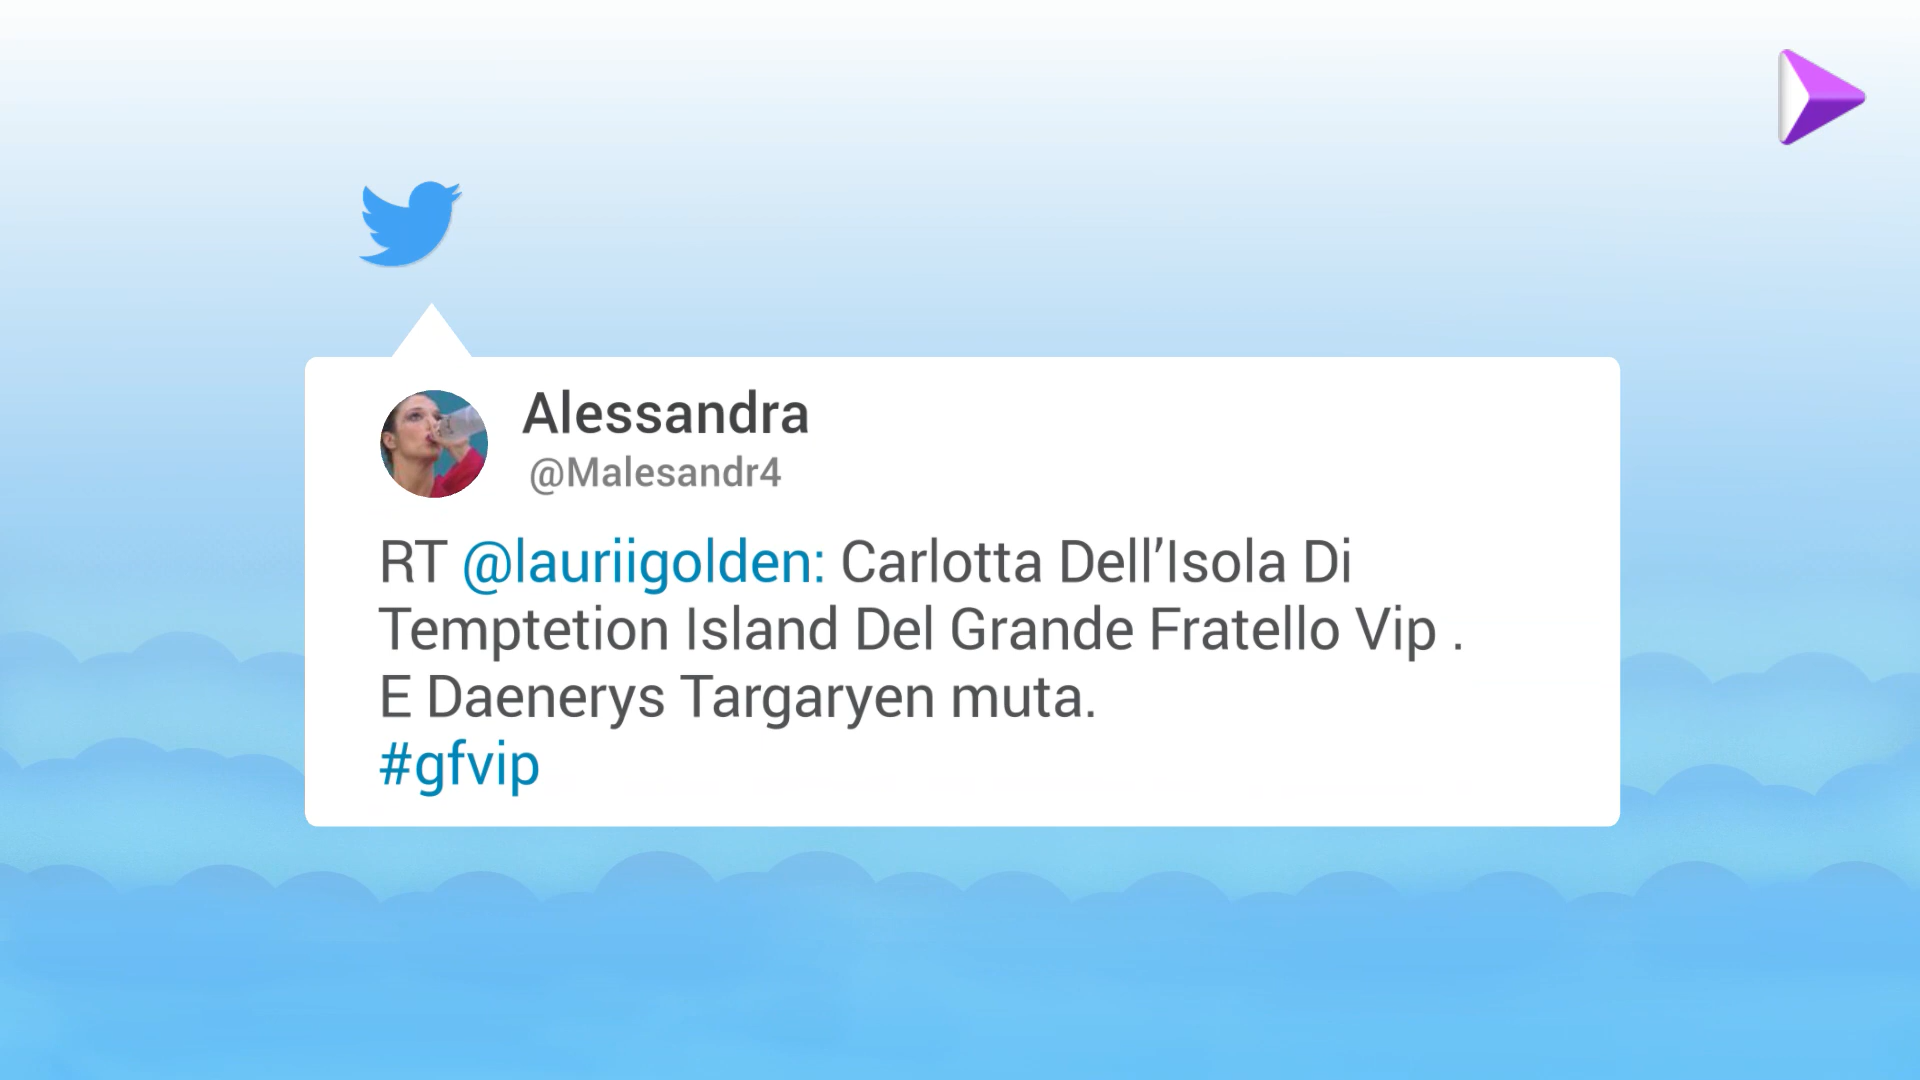 Alessandra
@Malesandr4
RT @lauriigolden: Carlotta Dell’Isola Di
Temptetion Island Del Grande Fratello Vip .
E Daenerys Targaryen muta.
#gfvip